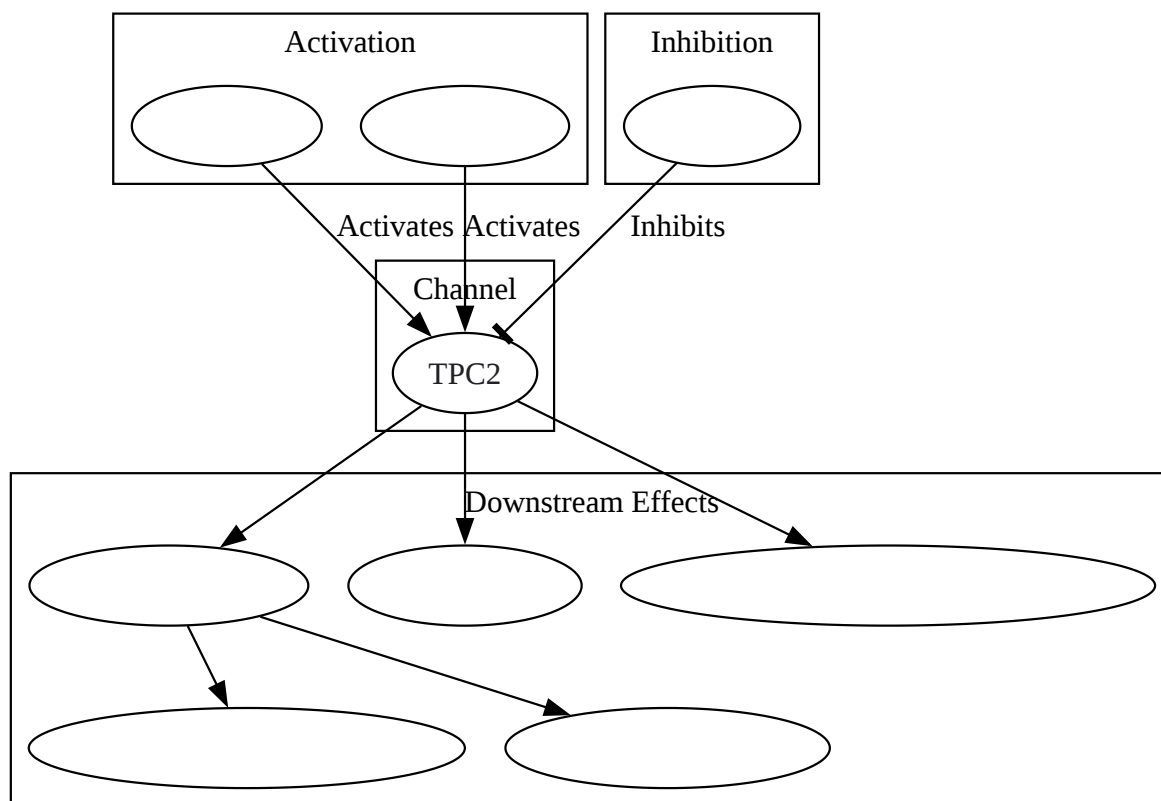 Activation
Inhibition
Activates
Activates
Inhibits
Channel
TPC2
Downstream Effects